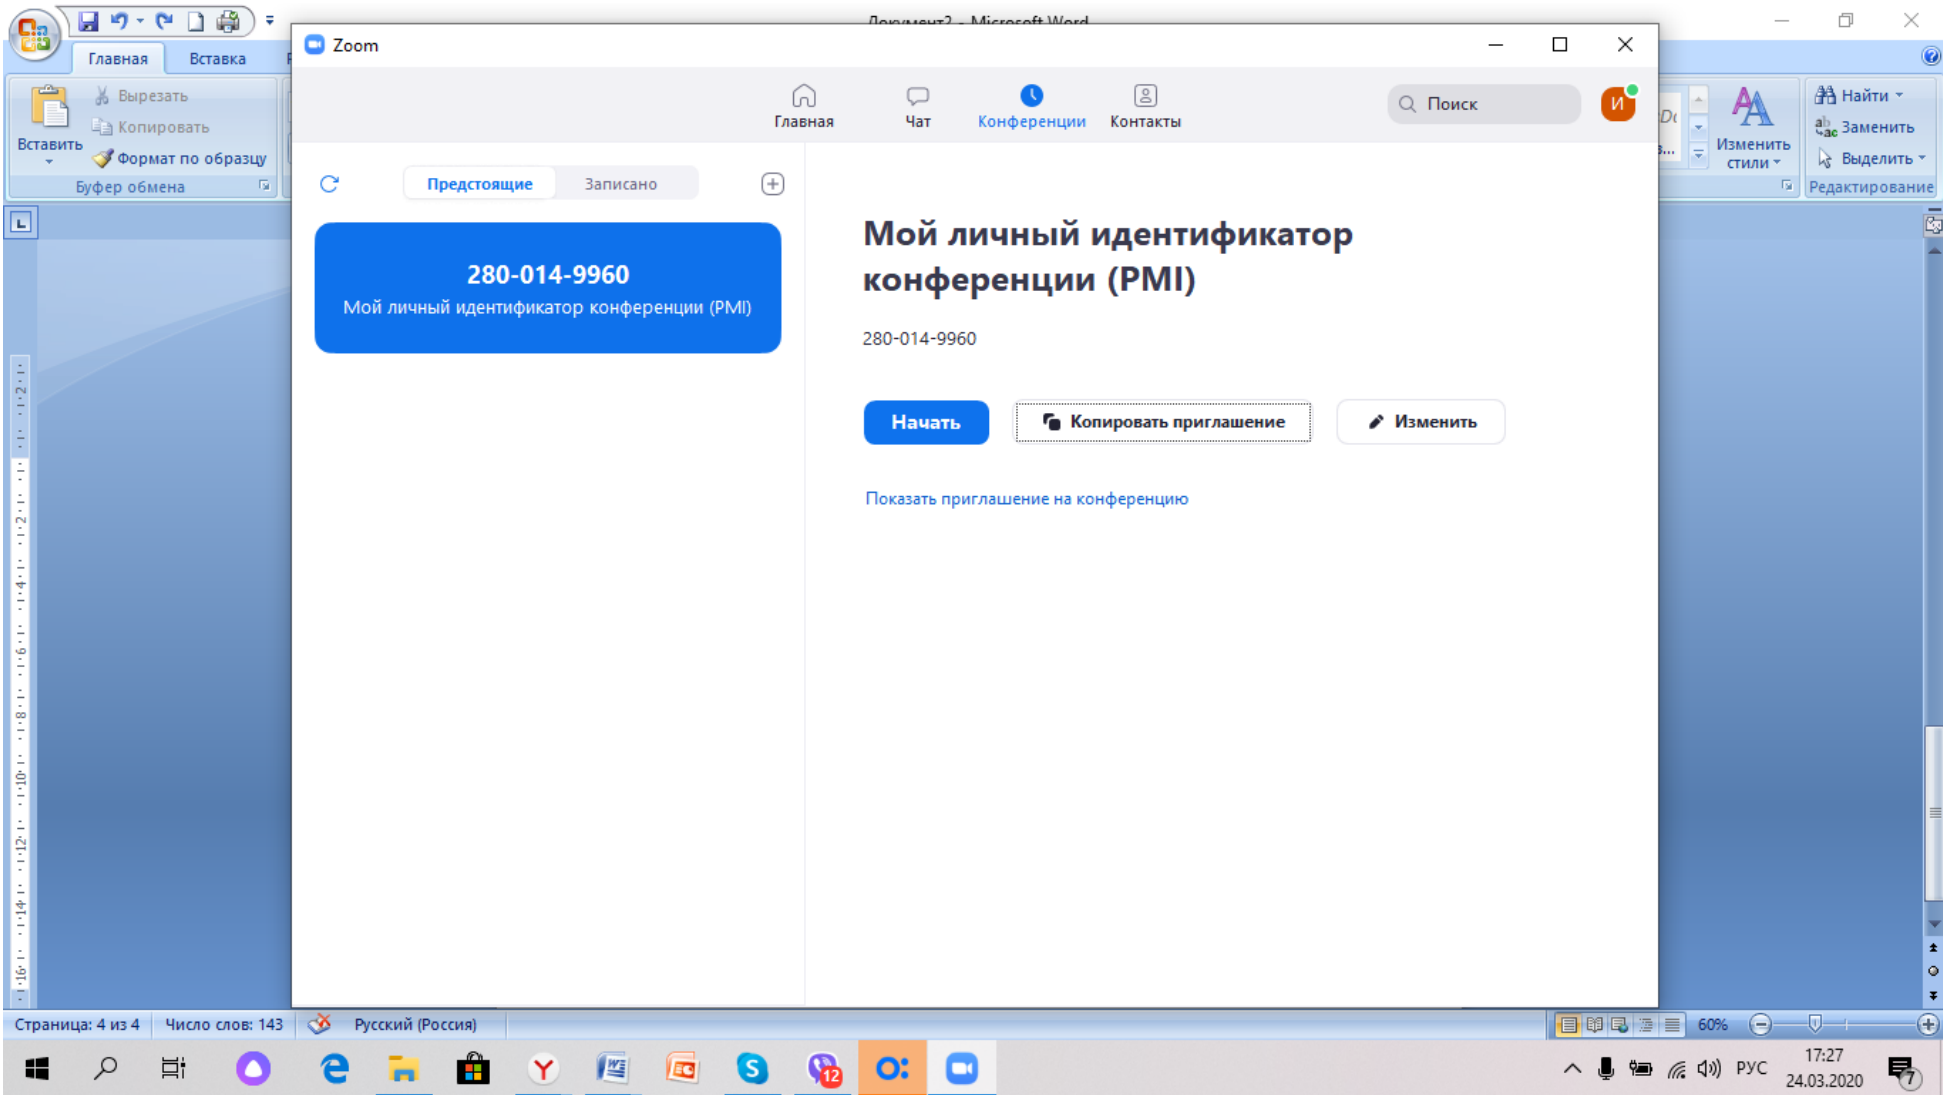 Документ2 - Microsoft Word
Главная
Вставка
Вырезать
Копировать
Формат по образцу
Вставить
Буфер обмена
Изменить
стили
Найти
Заменить
Выделить
Редактирование
Zoom
Главная
Чат
Конференции
Контакты
Поиск
И
Предстоящие
Записано
280-014-9960
Мой личный идентификатор конференции (PMI)
Мой личный идентификатор
конференции (PMI)
280-014-9960
Начать
Копировать приглашение
Изменить
Показать приглашение на конференцию
Страница: 4 из 4
Число слов: 143
Русский (Россия)
60%
12
РУС
17:27
24.03.2020
7